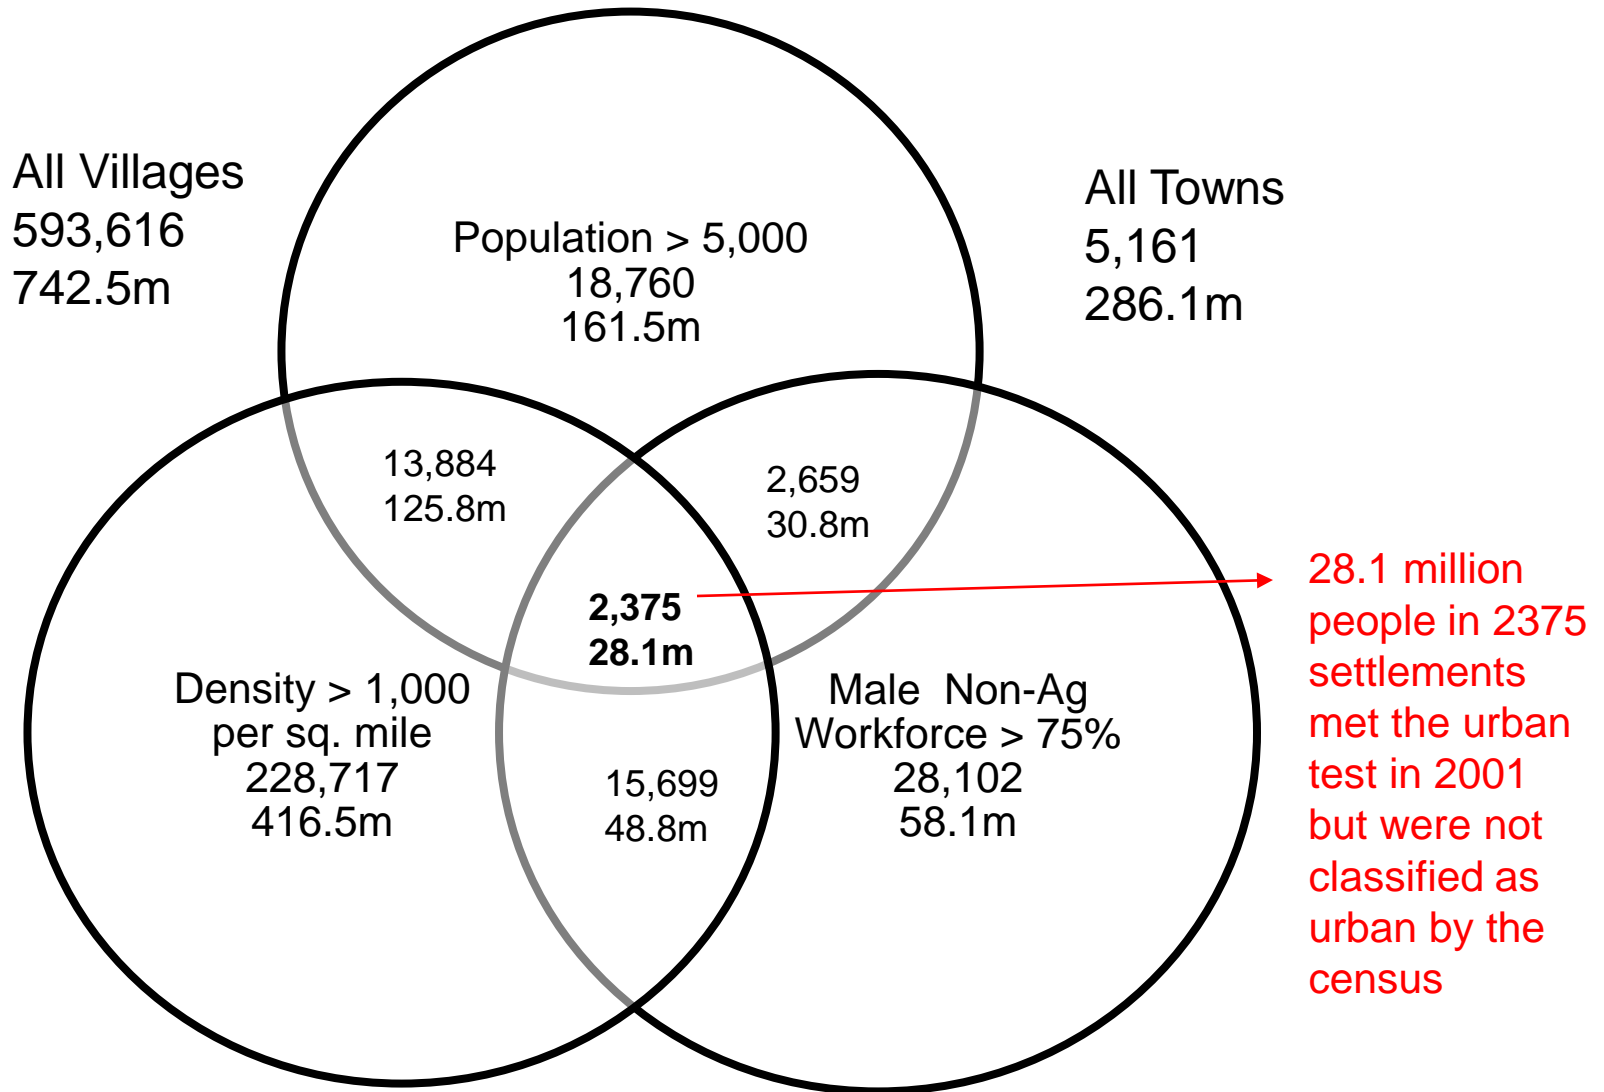 All Villages
593,616
742.5m
All Towns
5,161
286.1m
Population > 5,000
18,760
161.5m
13,884
125.8m
2,659
30.8m
2,375
28.1m
Density > 1,000
per sq. mile
228,717
416.5m
15,699
48.8m
Male Non-Ag
Workforce > 75%
28,102
58.1m
28.1 million
people in 2375
settlements
met the urban
test in 2001
but were not
classified as
urban by the
census